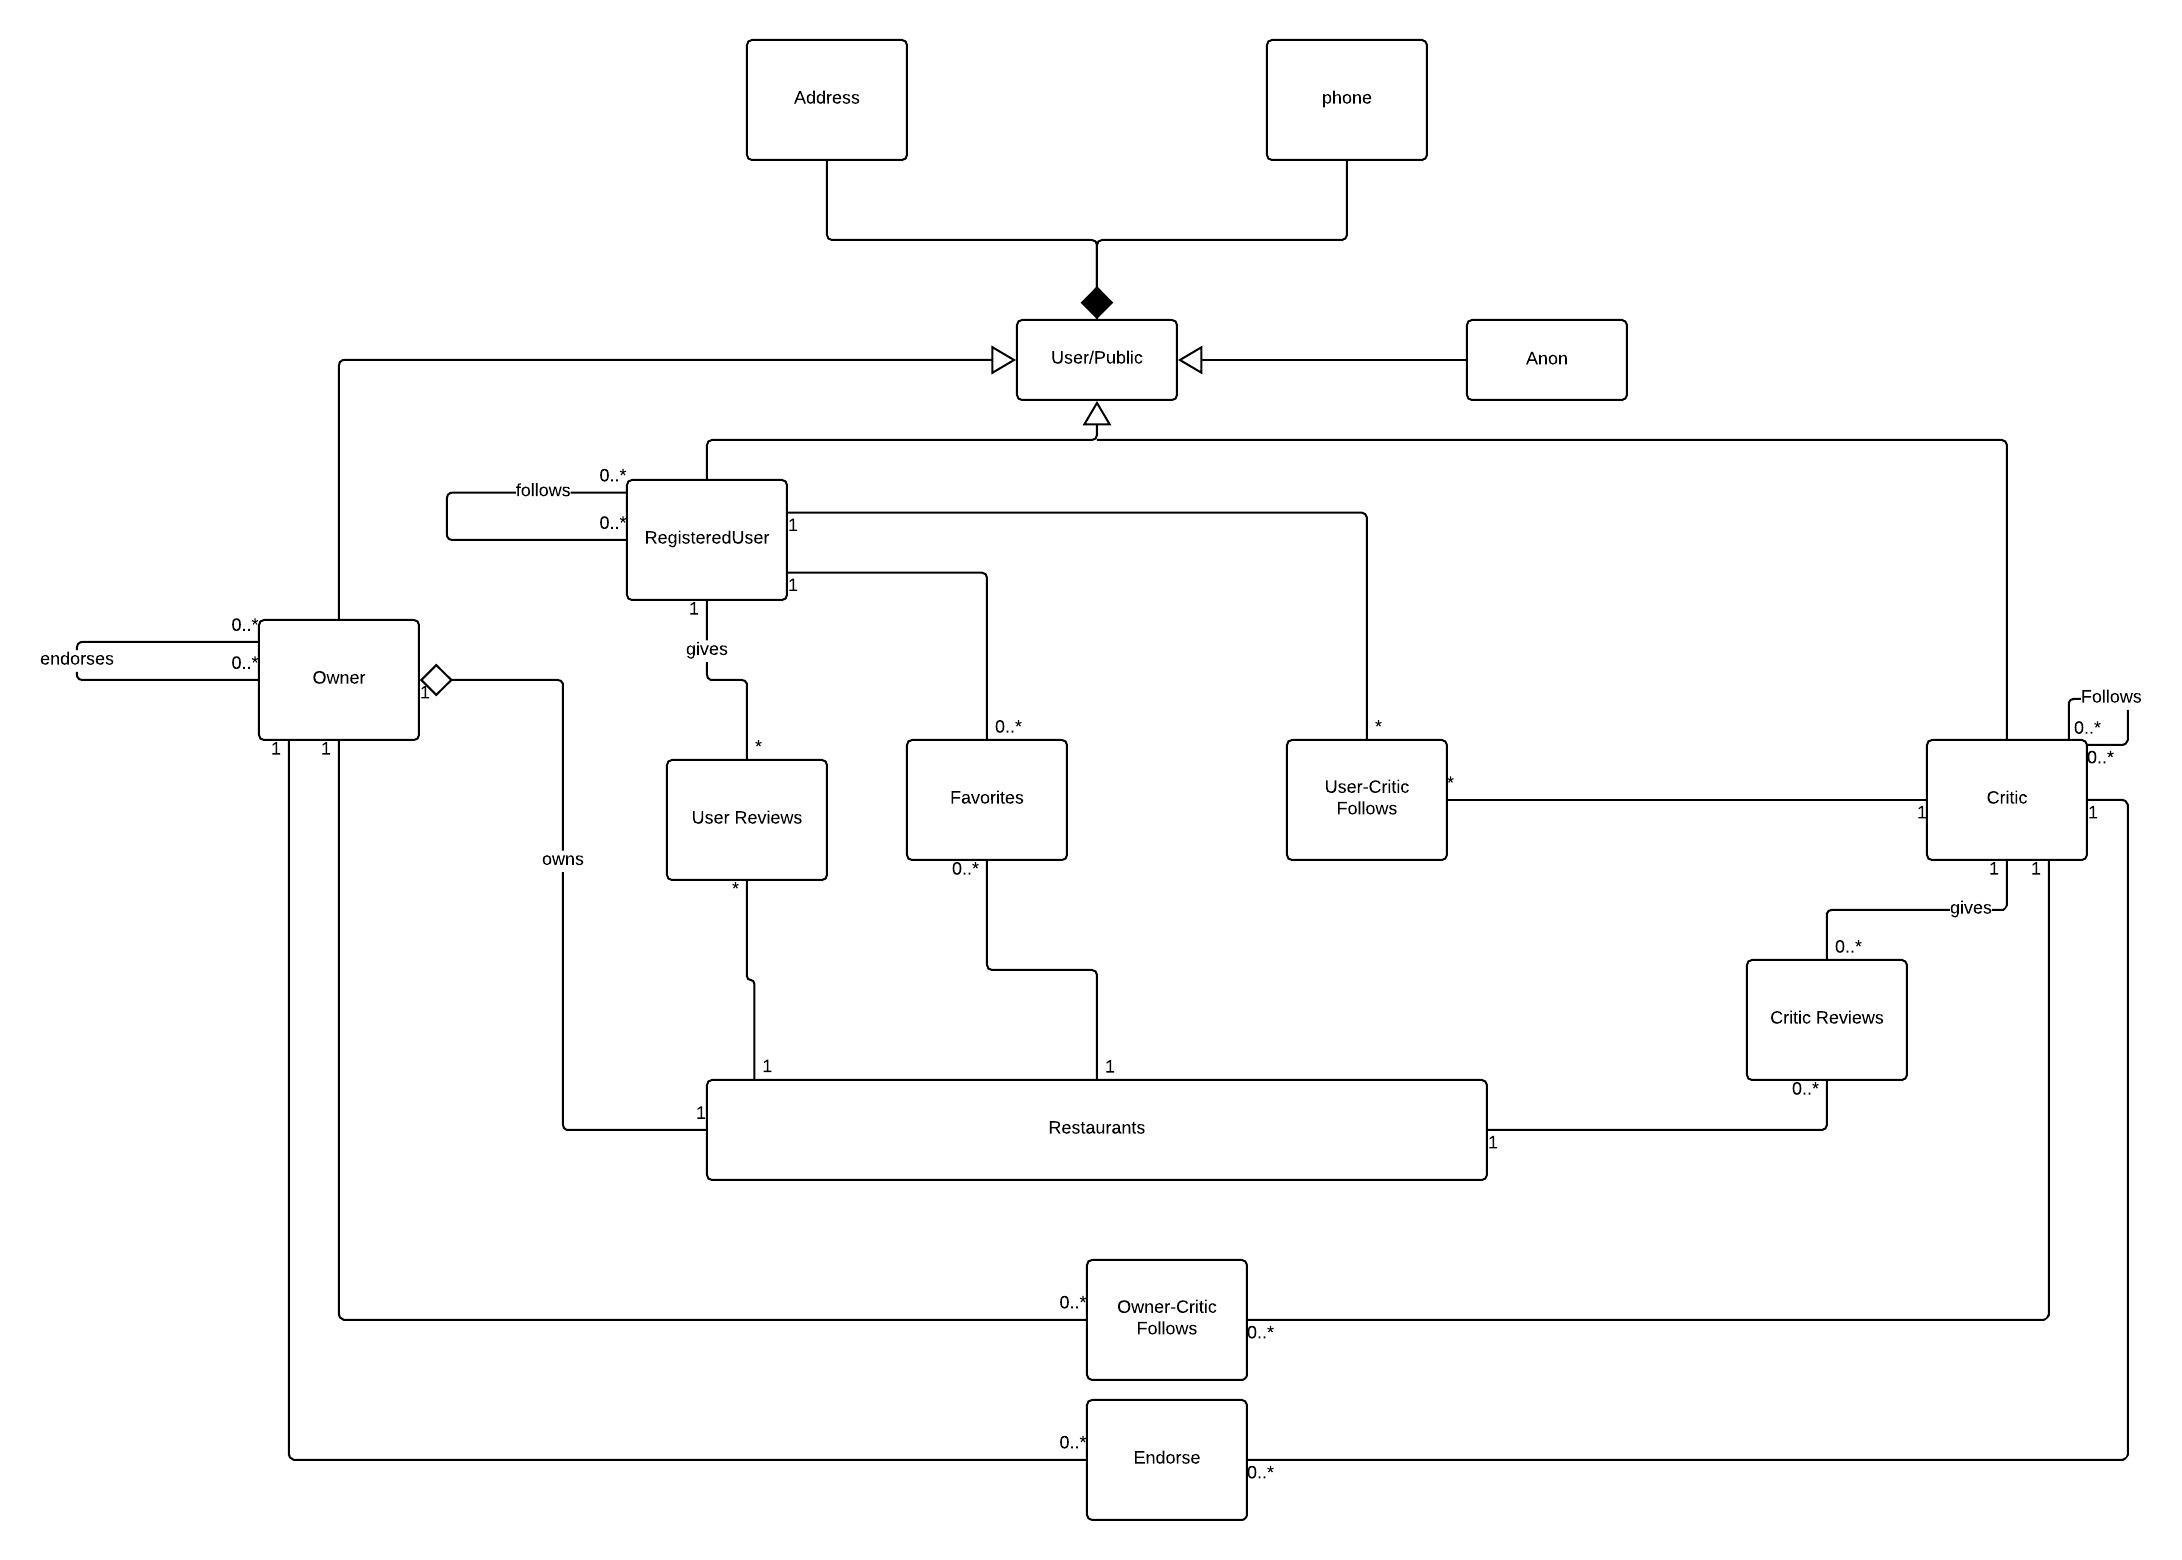 Address
phone
User/Public
Anon
0..*
follows
0..*
1
RegisteredUser
1
1
gives
0..*
endorses
0..*
Owner
1
1
1
Follows
0..*
0..*
*
0..*
*
*
User Reviews
Favorites
User-Critic
Follows
Critic
1
1
owns
*
0..*
1
1
gives
0..*
Critic Reviews
1
1
0..*
1
Restaurants
1
0..*
Owner-Critic
Follows
0..*
0..*
Endorse
0..*